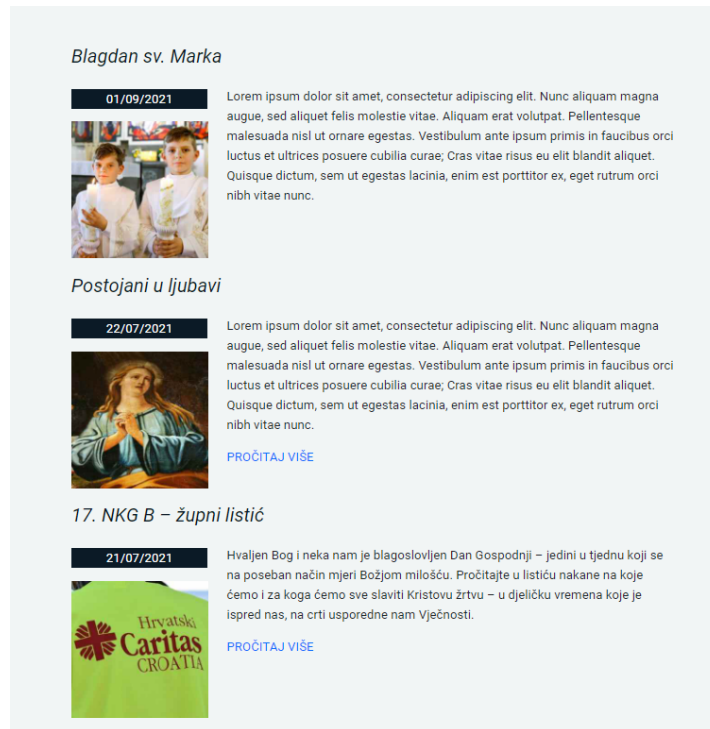 Blagdan sv. Marka
01/09/2021
Lorem ipsum dolor sit amet, consectetur adipiscing elit. Nunc aliquam magna
augue, sed aliquet felis molestie vitae. Aliquam erat volutpat. Pellentesque
malesuada nisl ut ornare egestas. Vestibulum ante ipsum primis in faucibus orci
luctus et ultrices posuere cubilia curae; Cras vitae risus eu elit blandit aliquet.
Quisque dictum, sem ut egestas lacinia, enim est porttitor ex, eget rutrum orci
nibh vitae nunc.
Postojani u ljubavi
22/07/2021
Lorem ipsum dolor sit amet, consectetur adipiscing elit. Nunc aliquam magna
augue, sed aliquet felis molestie vitae. Aliquam erat volutpat. Pellentesque
malesuada nisl ut ornare egestas. Vestibulum ante ipsum primis in faucibus orci
luctus et ultrices posuere cubilia curae; Cras vitae risus eu elit blandit aliquet.
Quisque dictum, sem ut egestas lacinia, enim est porttitor ex, eget rutrum orci
nibh vitae nunc.
PROČITAJ VIŠE
17. NKG B – župni listić
21/07/2021
Hvaljen Bog i neka nam je blagoslovljen Dan Gospodnji – jedini u tjednu koji se
na poseban način mjeri Božjom milošću. Pročitajte u listiću nakane na koje
ćemo i za koga ćemo sve slaviti Kristovu žrtvu – u djelićku vremena koje je
ispred nas, na crti usporedne nam Vječnosti.
PROČITAJ VIŠE
Hrvatski
Caritas
CROATIA